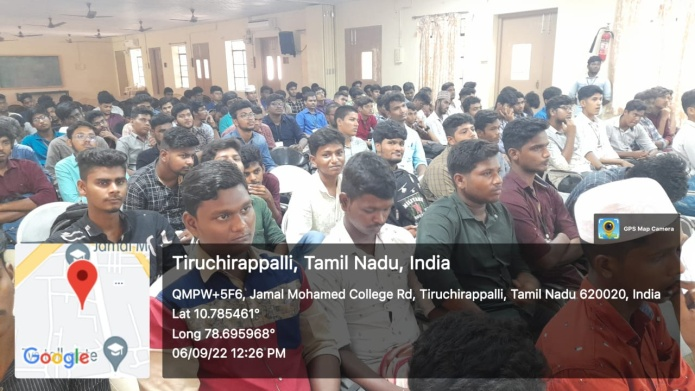 Jamal M
Google
GPS Map Camera
Tiruchirappalli, Tamil Nadu, India
QMPW+5F6, Jamal Mohamed College Rd, Tiruchirappalli, Tamil Nadu 620020, India
Lat 10.785461°
Long 78.695968°
06/09/22 12:26 PM